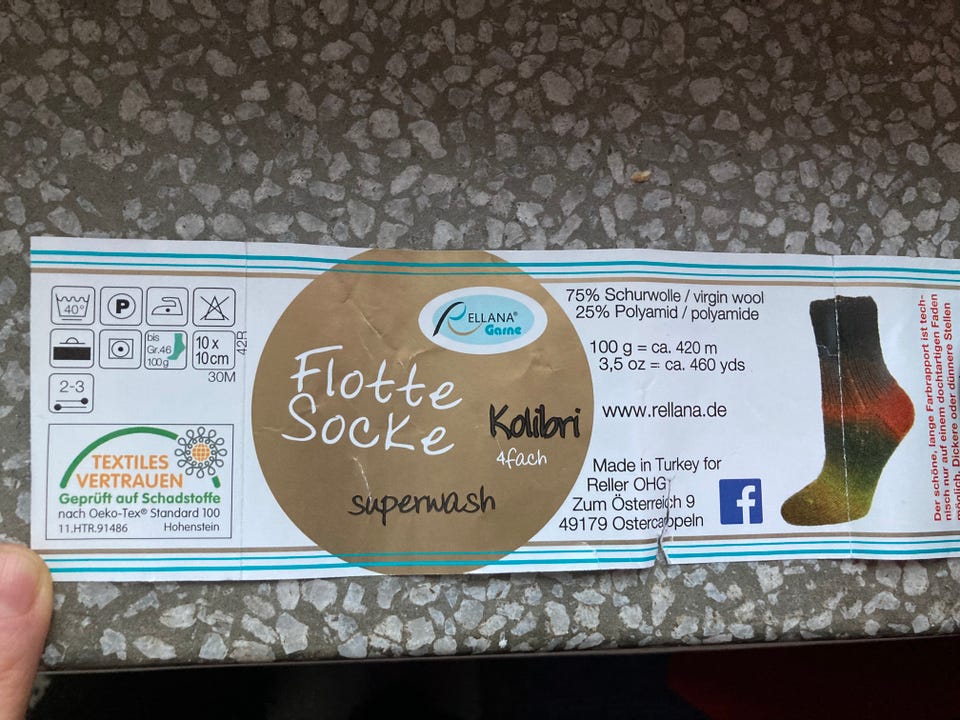 40°
P
bis
Gr.46
100g
10 x
10cm
42R
30M
2-3
TEXTILES
VERTRAUEN
Geprüft auf Schadstoffe
nach Oeko-Tex® Standard 100
11.HTR.91486 Hohenstein
RELLANA®
Garne
Flotte
Socke
Kolibri
4fach
superwash
75% Schurwolle / virgin wool
25% Polyamid / polyamide
100 g = ca. 420 m
3,5 oz = ca. 460 yds
www.rellana.de
Made in Turkey for
Reller OHG
Zum Österreich 9
49179 Ostercappeln
f
Der schöne, lange Farbrapport ist tech-
nisch nur auf einem dochtartigen Faden
möglich. Dickere oder dünnere Stellen